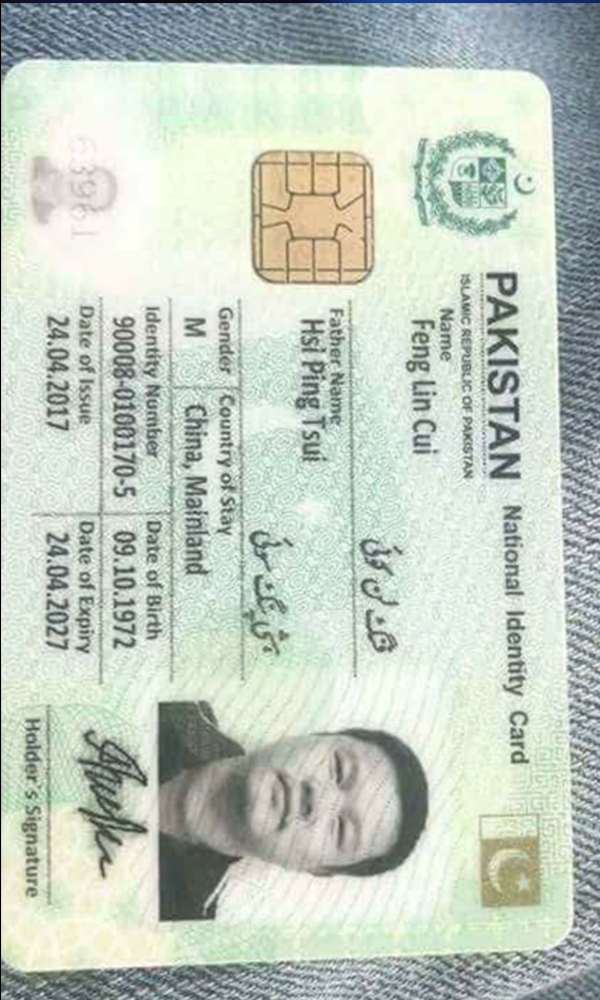 PAKISTAN National Identity Card
ISLAMIC REPUBLIC OF PAKISTAN
Name
Feng Lin Cui
فنگ لن کوئی
Father Name
Hsi Ping Tsui
ہسی پنگ سوئی
Gender Country of Stay
M China, Mainland
Identity Number Date of Birth
90008-0100170-5 09.10.1972
Date of Issue Date of Expiry
24.04.2017 24.04.2027
Holder's Signature
63961